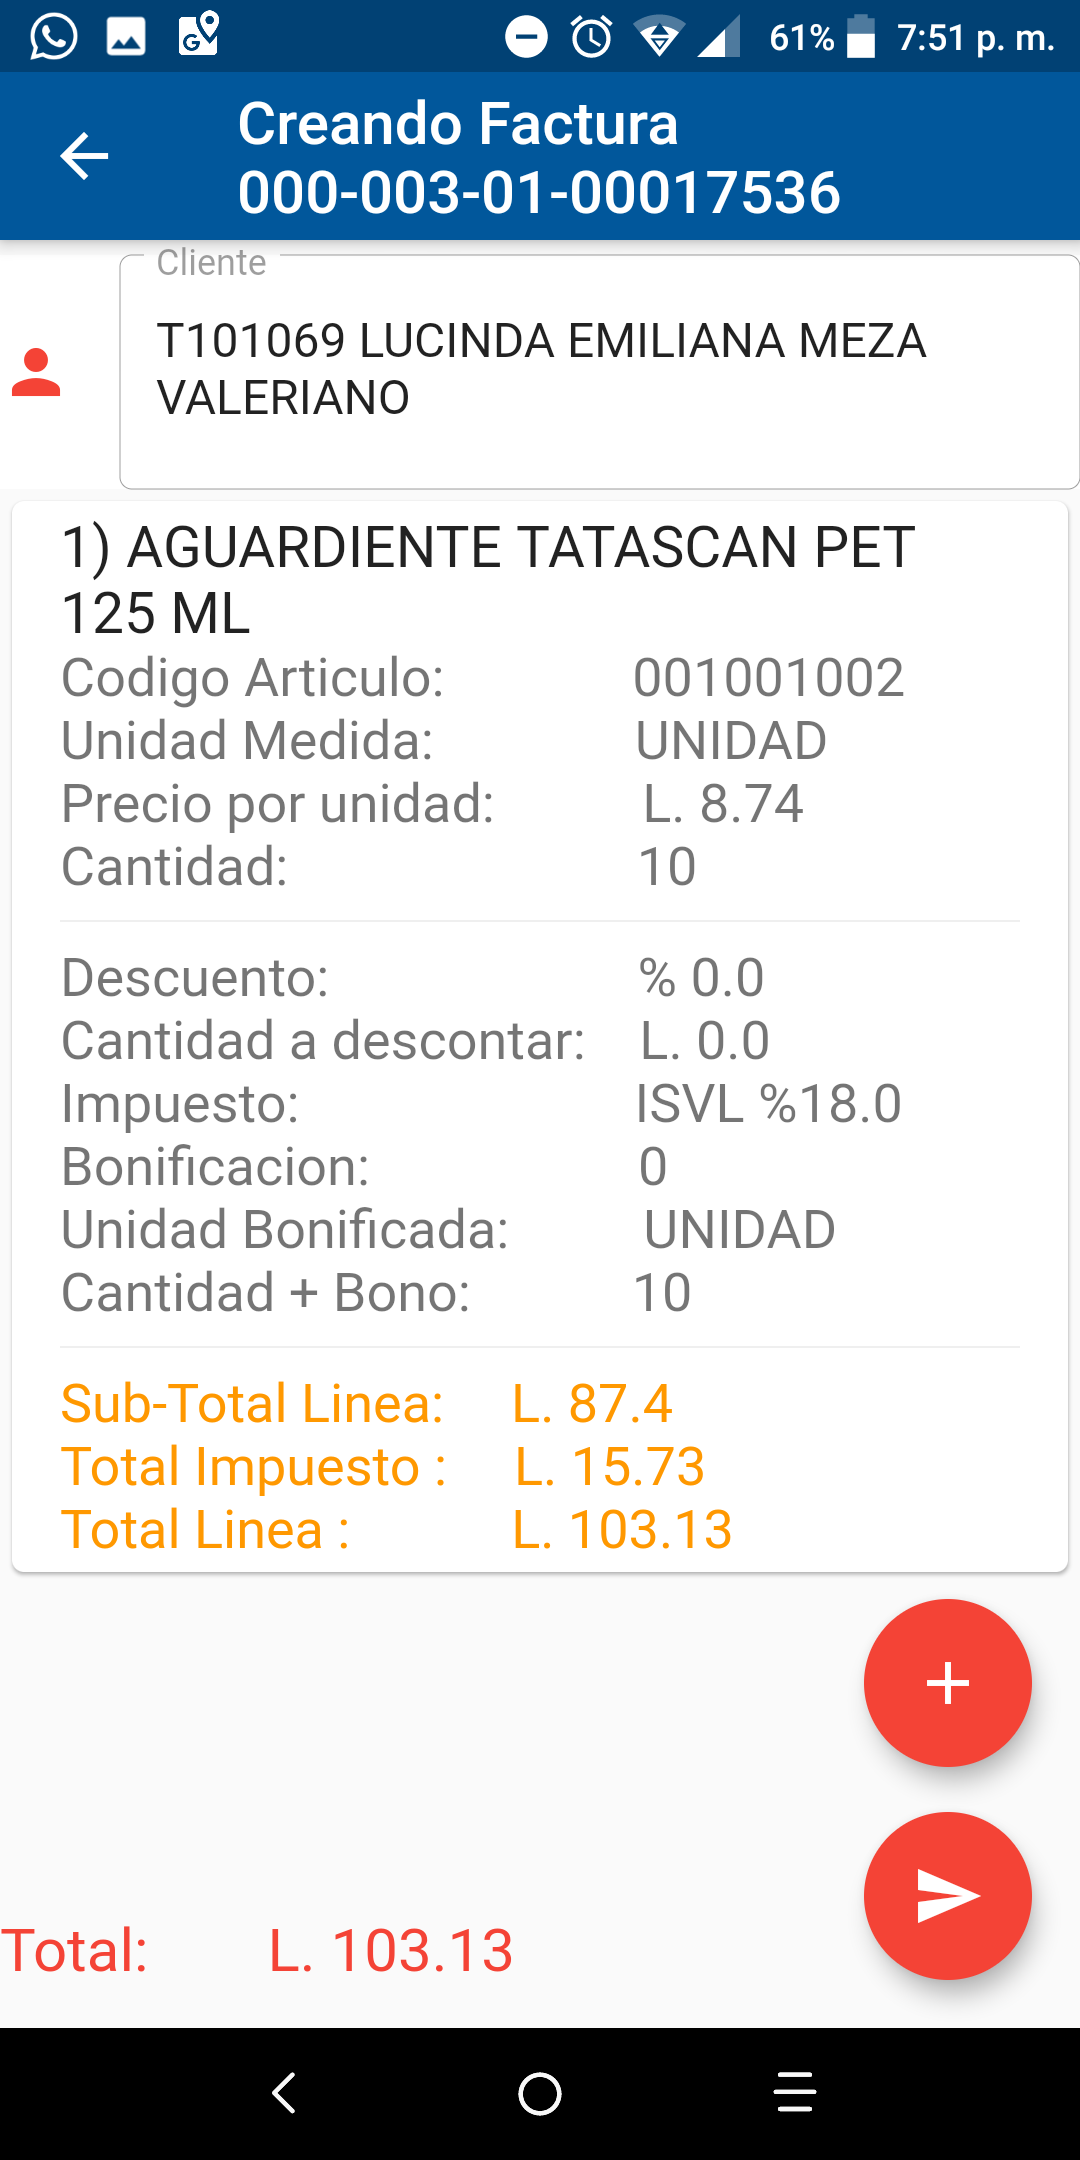 61% 7:51 p. m.
Creando Factura
000-003-01-00017536
Cliente
T101069 LUCINDA EMILIANA MEZA
VALERIANO
1) AGUARDIENTE TATASCAN PET
125 ML
Codigo Articulo: 001001002
Unidad Medida: UNIDAD
Precio por unidad: L. 8.74
Cantidad: 10
Descuento: % 0.0
Cantidad a descontar: L. 0.0
Impuesto: ISVL %18.0
Bonificacion: 0
Unidad Bonificada: UNIDAD
Cantidad + Bono: 10
Sub-Total Linea: L. 87.4
Total Impuesto : L. 15.73
Total Linea : L. 103.13
Total: L. 103.13